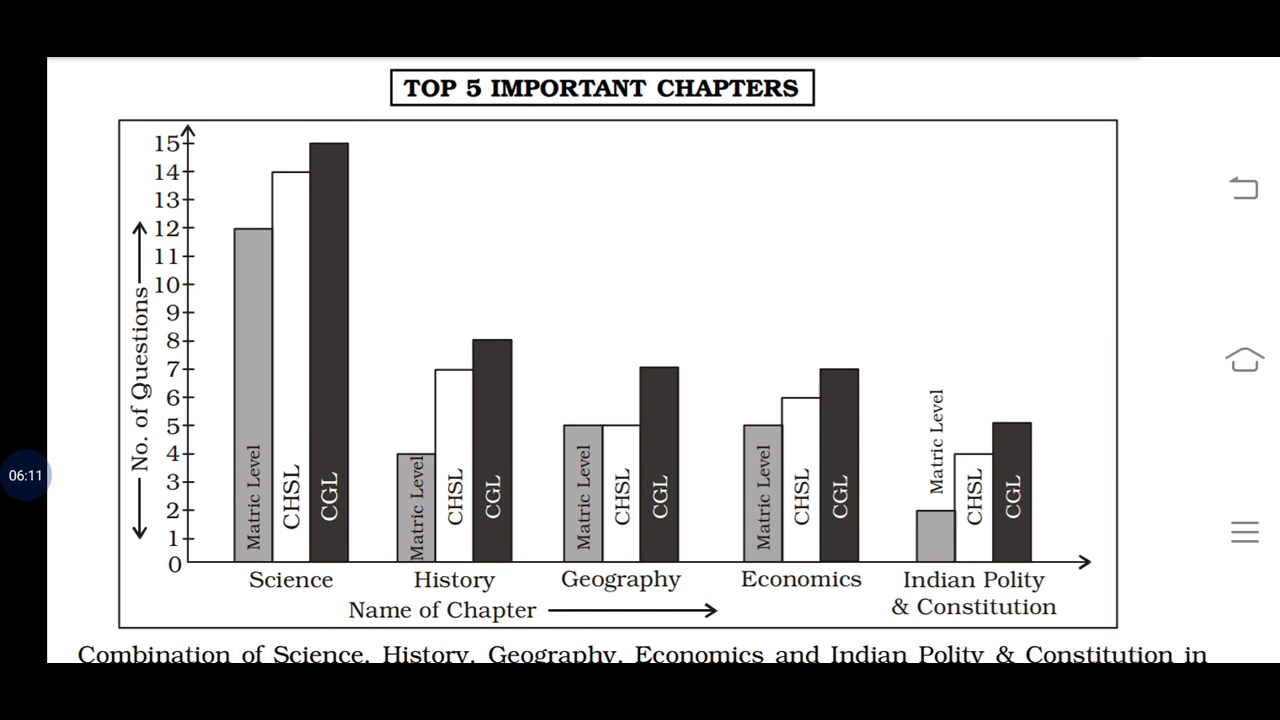 TOP 5 IMPORTANT CHAPTERS
15
14
13
12
11
10
9
8
7
6
5
4
3
2
1
0
No. of Questions
Matric Level
CHSL
CGL
Matric Level
CHSL
CGL
Matric Level
CHSL
CGL
Matric Level
CHSL
CGL
Matric Level
CHSL
CGL
Science
History
Geography
Economics
Indian Polity
& Constitution
Name of Chapter
Combination of Science, History, Geography, Economics and Indian Polity & Constitution in
06:11